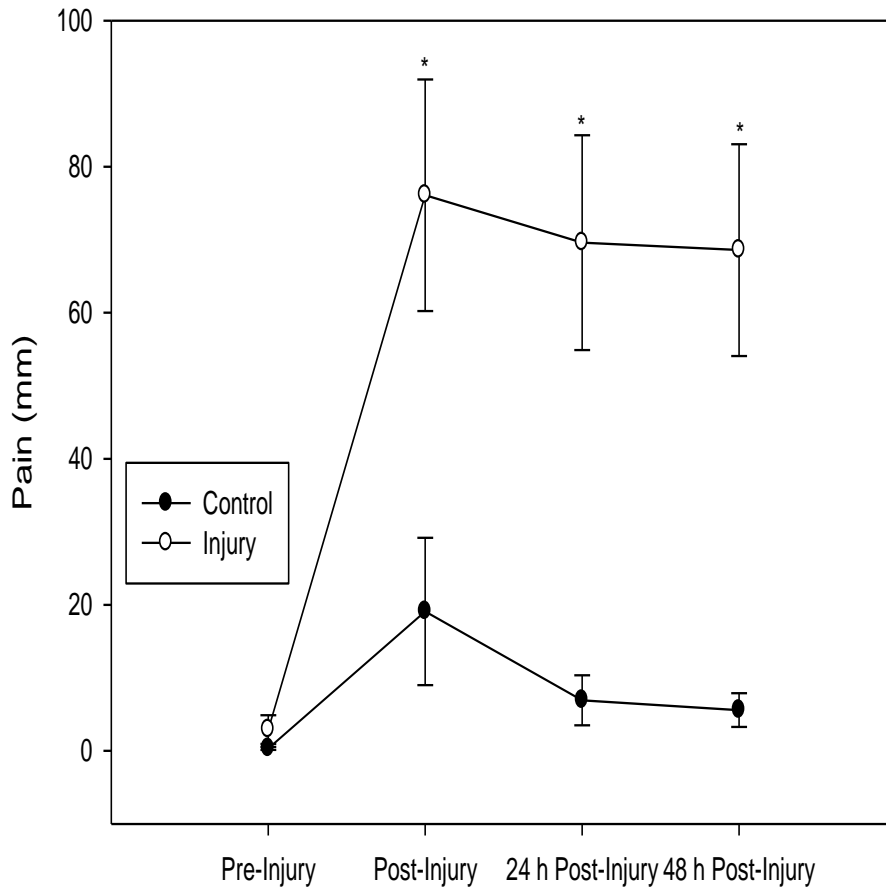 100
*
*
*
80
60
Pain (mm)
40
Control
Injury
20
0
Pre-Injury Post-Injury 24 h Post-Injury 48 h Post-Injury